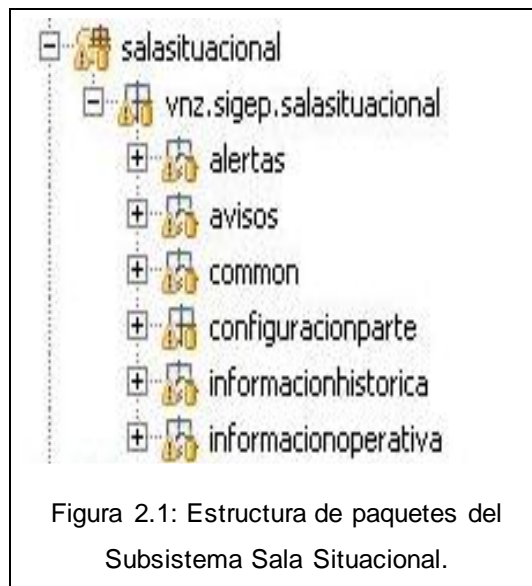 salasituacional
vnz.sigep.salasituacional
alertas
avisos
common
configuracionparte
informacionhistorica
informacionoperativa
Figura 2.1: Estructura de paquetes del
Subsistema Sala Situacional.